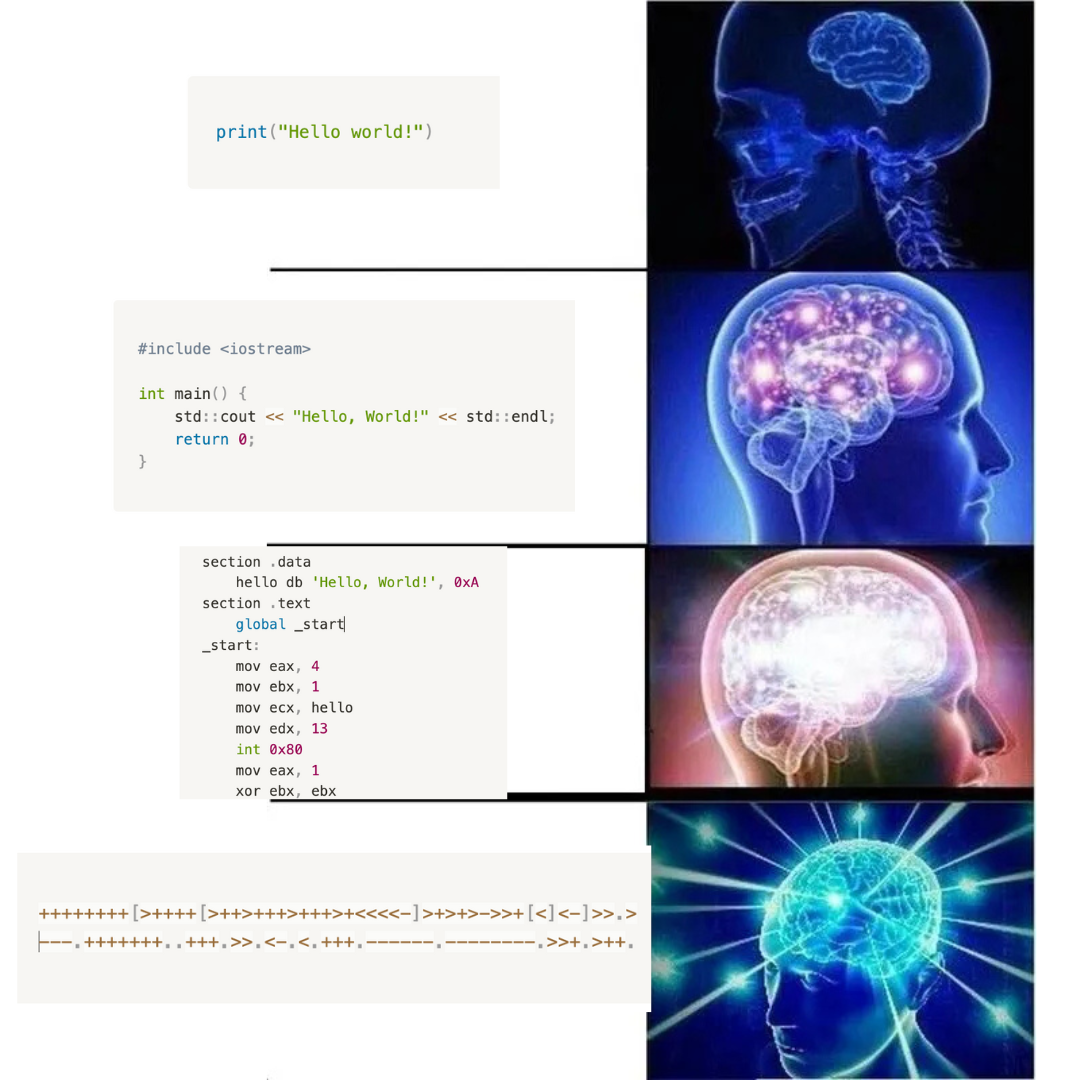 print("Hello world!")
#include <iostream>
int main() {
    std::cout << "Hello, World!" << std::endl;
    return 0;
}
section .data
    hello db 'Hello, World!', 0xA
section .text
    global _start
_start:
    mov eax, 4
    mov ebx, 1
    mov ecx, hello
    mov edx, 13
    int 0x80
    mov eax, 1
    xor ebx, ebx
++++++++[>++++[>++>+++>+++>+<<<<-]>+>+>->>+[<]<-]>>.>
---.+++++++..+++.>>.<-.<.+++.------.--------.>>+.>++.